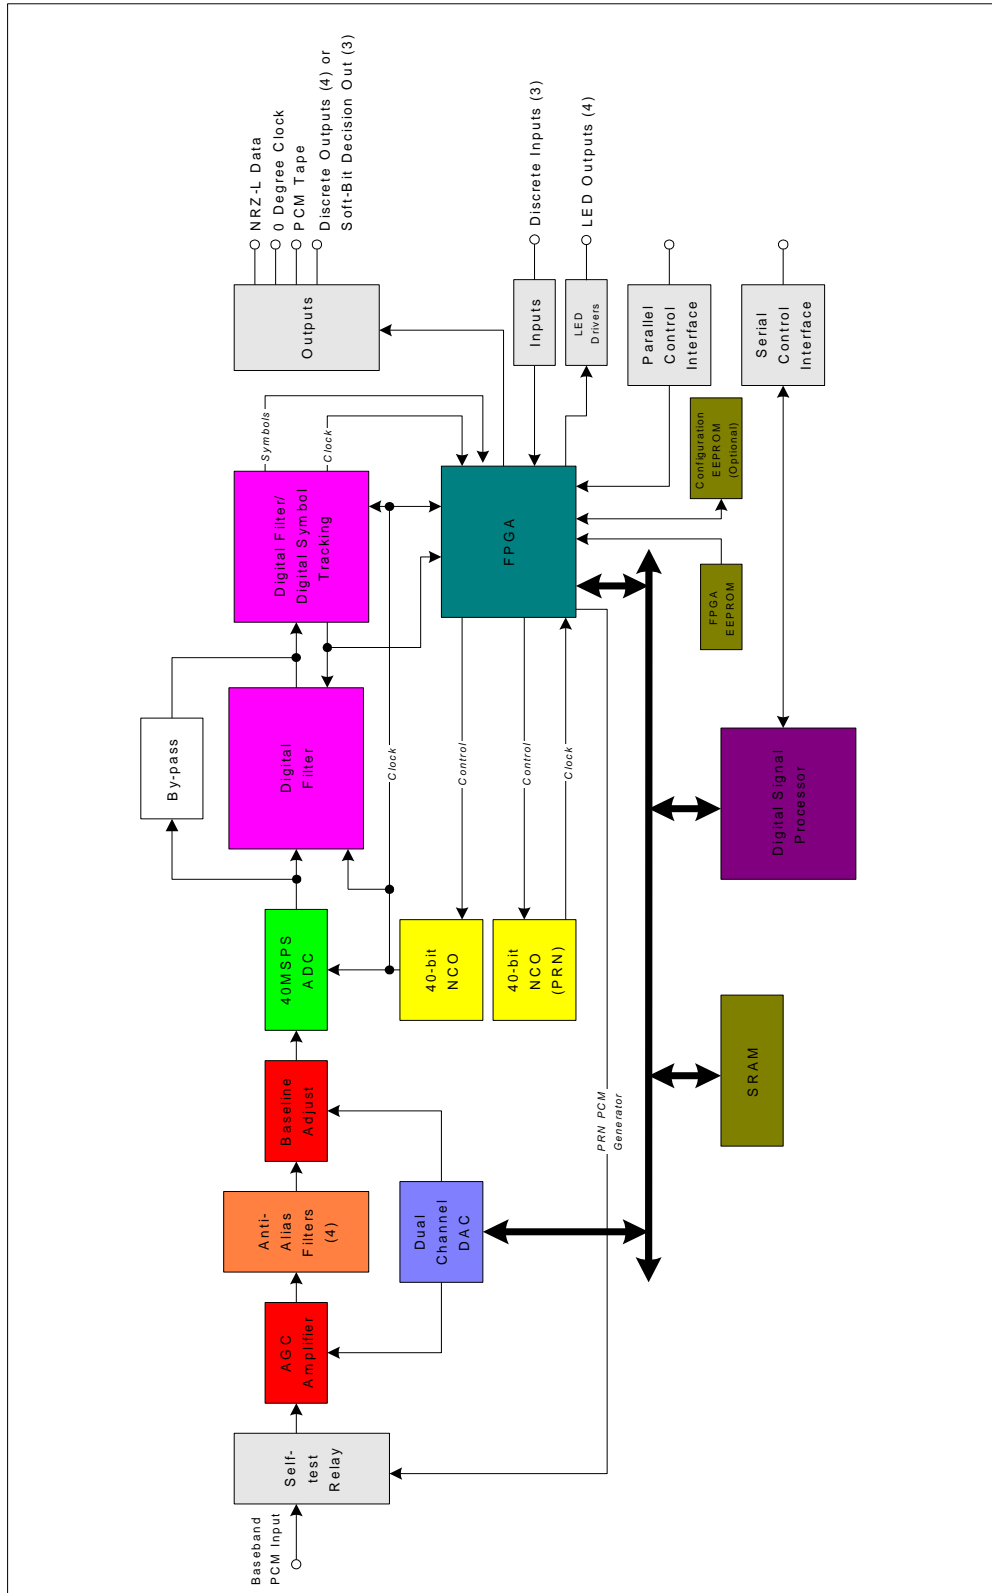 Baseband
PCM Input
Self-
test
Relay
AGC
Amplifier
Anti-
Alias
Filters
(4)
Baseline
Adjust
40MSPS
ADC
By-pass
Digital
Filter
Digital Filter/
Digital Symbol
Tracking
Symbols
Clock
Outputs
NRZ-L Data
0 Degree Clock
PCM Tape
Discrete Outputs (4) or
Soft-Bit Decision Out (3)
Dual
Channel
DAC
40-bit
NCO
40-bit
NCO
(PRN)
Clock
Control
Control
Clock
FPGA
Inputs
Discrete Inputs (3)
LED
Drivers
LED Outputs (4)
Parallel
Control
Interface
Configuration
EEPROM
(Optional)
FPGA
EEPROM
Serial
Control
Interface
PRN PCM
Generator
SRAM
Digital Signal
Processor